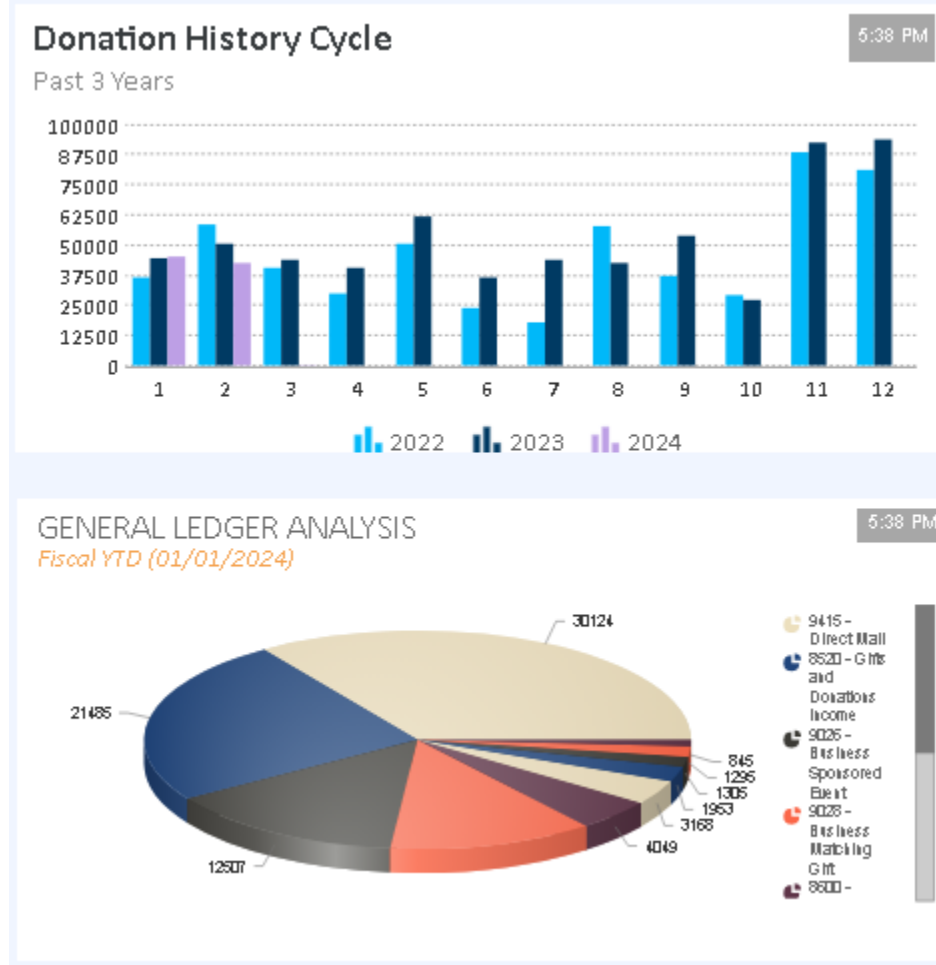 Donation History Cycle
5:38 PM
Past 3 Years
100000
87500
75000
62500
50000
37500
25000
12500
0
1 2 3 4 5 6 7 8 9 10 11 12
2022 2023 2024
GENERAL LEDGER ANALYSIS
5:38 PM
Fiscal YTD (01/01/2024)
30124
21485
12507
4049
3168
1953
1305
1295
845
9415 -
Direct Mail
8520 - Gifts
and
Donations
Income
9026 -
Business
Sponsored
Event
9028 -
Business
Matching
Gift
8600 -